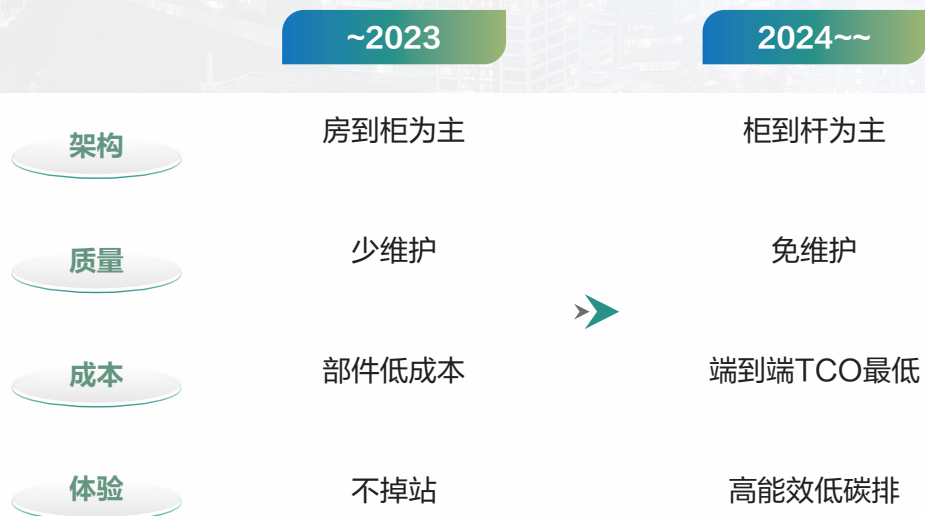 ~2023
2024~~
架构
房到柜为主
柜到杆为主
质量
少维护
免维护
成本
部件低成本
端到端TCO最低
体验
不掉站
高能效低碳排